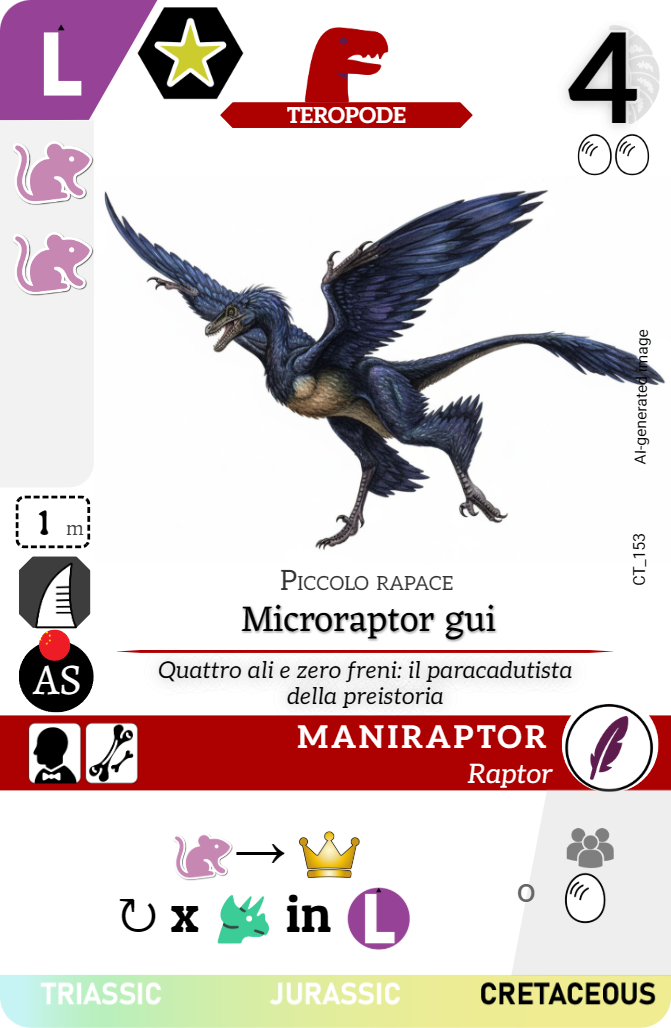 L
TEROPODE
4
AI-generated image
1 m
CT_153
Piccolo rapace
Microraptor gui
AS
Quattro ali e zero freni: il paracadutista
della preistoria
MANIRAPTOR
Raptor
x in L
o
TRIASSIC JURASSIC CRETACEOUS